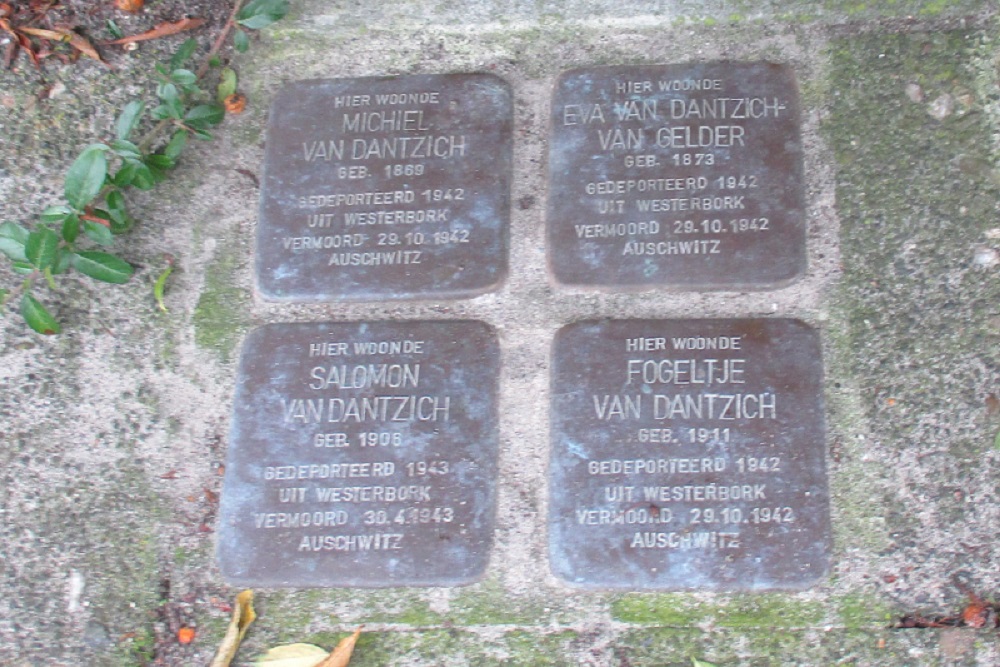 HIER WOONDE
MICHIEL
VAN DANTZICH
GEB. 1869
GEDEPORTEERD 1942
UIT WESTERBORK
VERMOORD 29.10.1942
AUSCHWITZ
HIER WOONDE
EVA VAN DANTZICH-
VAN GELDER
GEB. 1873
GEDEPORTEERD 1942
UIT WESTERBORK
VERMOORD 29.10.1942
AUSCHWITZ
HIER WOONDE
SALOMON
VAN DANTZICH
GEB. 1906
GEDEPORTEERD 1943
UIT WESTERBORK
VERMOORD 30.4.1943
AUSCHWITZ
HIER WOONDE
FOGELTJE
VAN DANTZICH
GEB. 1911
GEDEPORTEERD 1942
UIT WESTERBORK
VERMOORD 29.10.1942
AUSCHWITZ